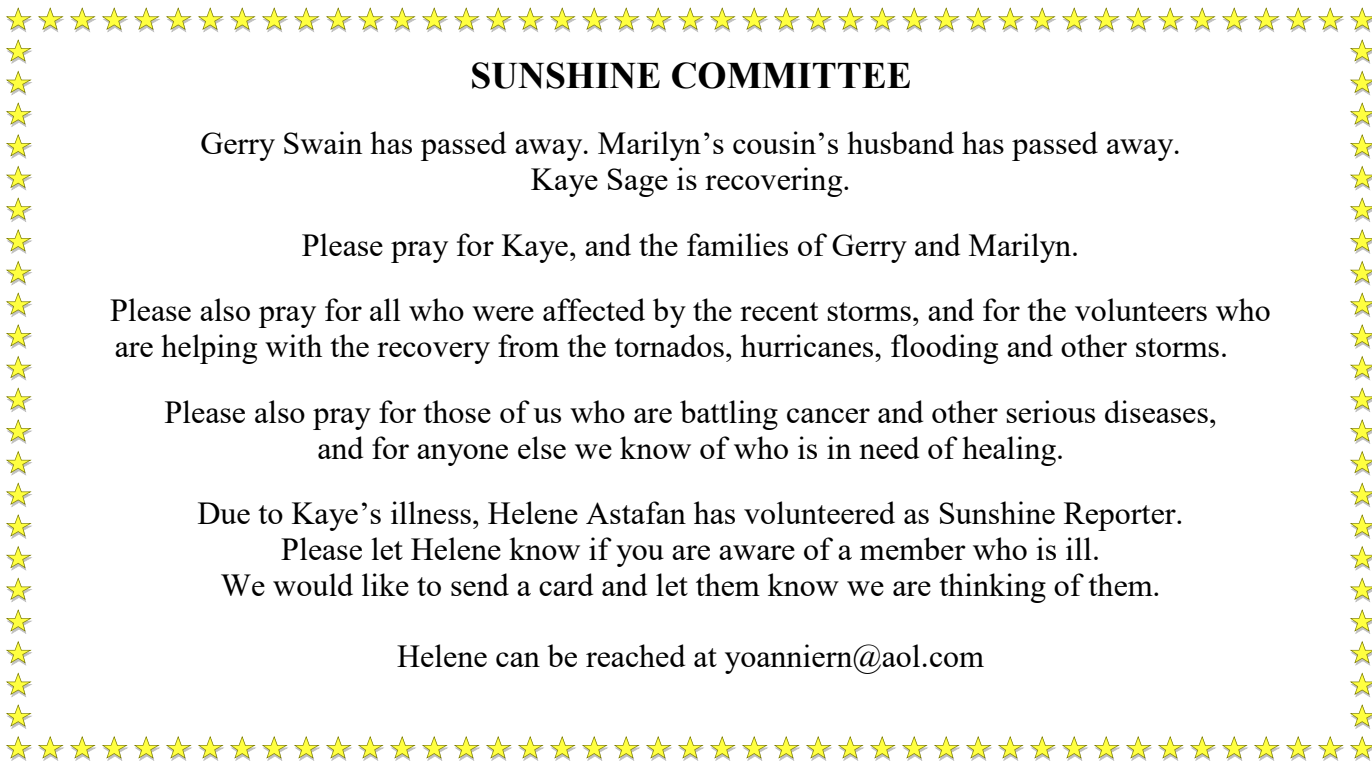 SUNSHINE COMMITTEE
Gerry Swain has passed away. Marilyn’s cousin’s husband has passed away.
Kaye Sage is recovering.
Please pray for Kaye, and the families of Gerry and Marilyn.
Please also pray for all who were affected by the recent storms, and for the volunteers who
are helping with the recovery from the tornados, hurricanes, flooding and other storms.
Please also pray for those of us who are battling cancer and other serious diseases,
and for anyone else we know of who is in need of healing.
Due to Kaye’s illness, Helene Astafan has volunteered as Sunshine Reporter.
Please let Helene know if you are aware of a member who is ill.
We would like to send a card and let them know we are thinking of them.
Helene can be reached at yoanniern@aol.com